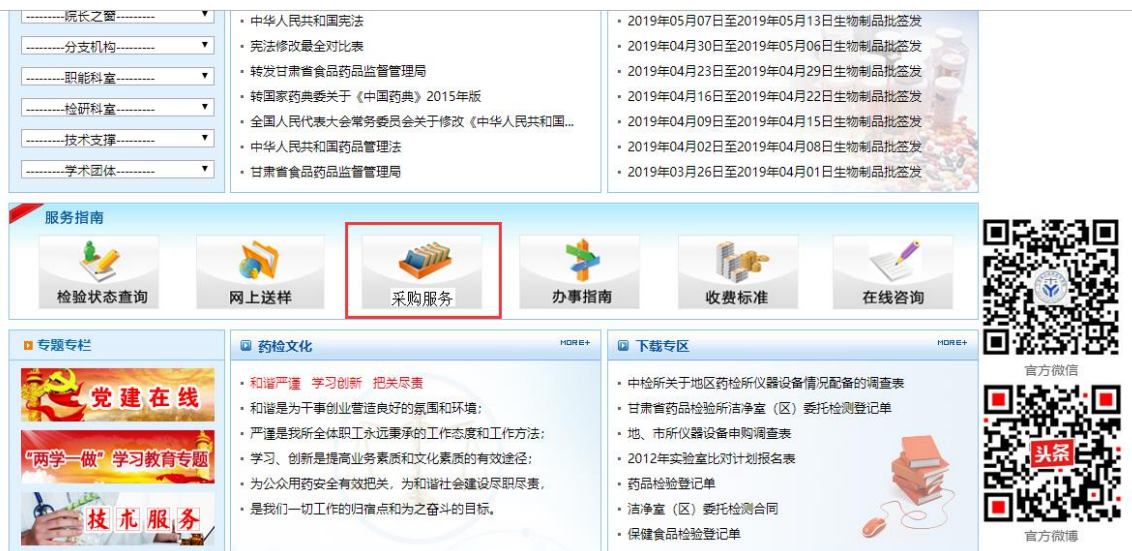 ---------院长之窗---------
---------分支机构---------
---------职能科室---------
---------检研科室---------
---------技术支撑---------
---------学术团体---------
中华人民共和国宪法
宪法修改最全对比表
转发甘肃省食品药品监督管理局
转国家药典委关于《中国药典》2015年版
全国人民代表大会常务委员会关于修改《中华人民共和国...
中华人民共和国药品管理法
甘肃省食品药品监督管理局
2019年05月07日至2019年05月13日生物制品批签发
2019年04月30日至2019年05月06日生物制品批签发
2019年04月23日至2019年04月29日生物制品批签发
2019年04月16日至2019年04月22日生物制品批签发
2019年04月09日至2019年04月15日生物制品批签发
2019年04月02日至2019年04月08日生物制品批签发
2019年03月26日至2019年04月01日生物制品批签发
服务指南
检验状态查询
网上送样
采购服务
办事指南
收费标准
在线咨询
官方微信
头条
官方微博
专题专栏
党建在线
"两学一做"学习教育专题
技术服务
药检文化
MORE+
和谐严谨 学习创新 把关尽责
和谐是为干事创业营造良好的氛围和环境；
严谨是我所全体职工永远秉承的工作态度和工作方法；
学习、创新是提高业务素质和文化素质的有效途径；
为公众用药安全有效把关，为和谐社会建设尽职尽责，
是我们一切工作的归宿点和为之奋斗的目标。
下载专区
MORE+
中检所关于地区药检所仪器设备情况配备的调查表
甘肃省药品检验所洁净室（区）委托检测登记单
地、市所仪器设备申购调查表
2012年实验室比对计划报名表
药品检验登记单
洁净室（区）委托检测合同
保健食品检验登记单